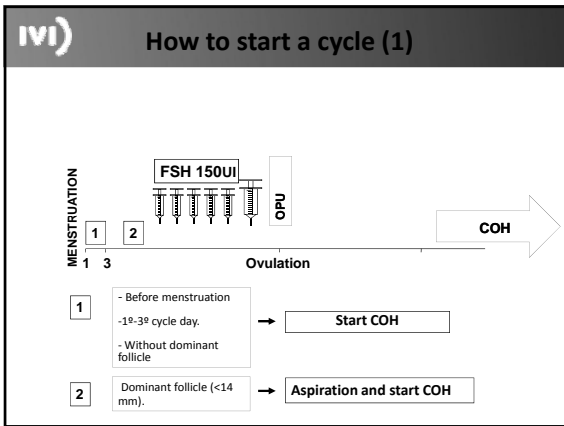 IVI)
How to start a cycle (1)
MENSTRUATION
FSH 150UI
OPU
1
2
COH
1 3
Ovulation
1
- Before menstruation
-1º-3º cycle day.
- Without dominant
follicle
Start COH
2
Dominant follicle (<14
mm).
Aspiration and start COH